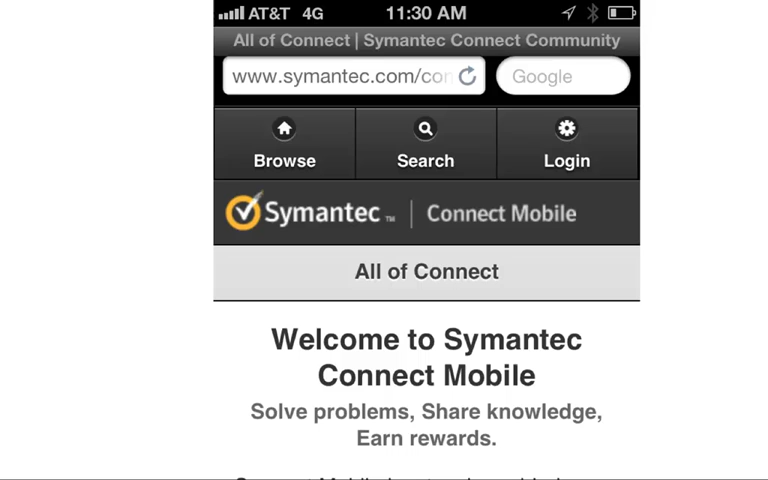 AT&T 4G 11:30 AM
All of Connect | Symantec Connect Community
www.symantec.com/con Google
Browse Search Login
Symantec™ | Connect Mobile
All of Connect
Welcome to Symantec
Connect Mobile
Solve problems, Share knowledge,
Earn rewards.